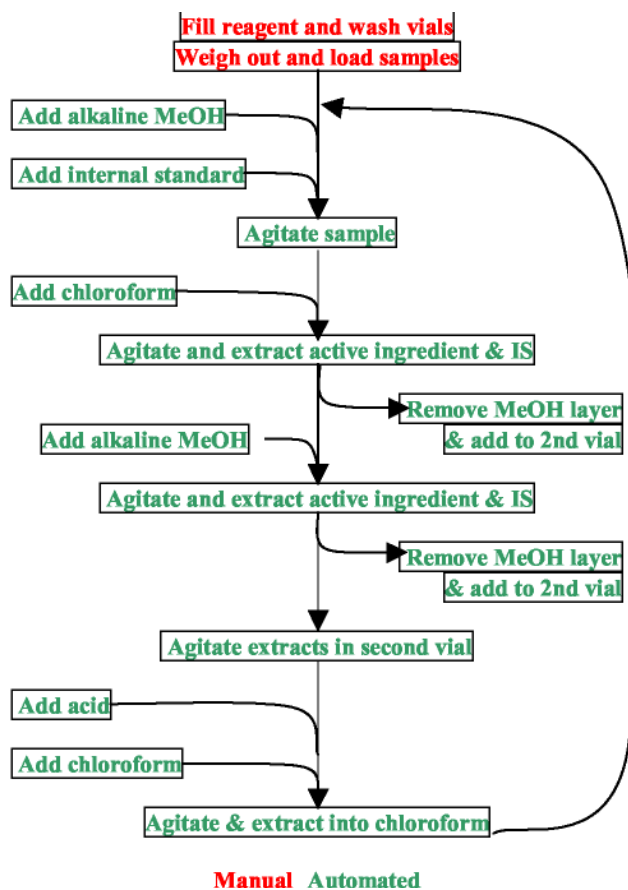 Fill reagent and wash vials
Weigh out and load samples
Add alkaline MeOH
Add internal standard
Agitate sample
Add chloroform
Agitate and extract active ingredient & IS
Remove MeOH layer
& add to 2nd vial
Add alkaline MeOH
Agitate and extract active ingredient & IS
Remove MeOH layer
& add to 2nd vial
Agitate extracts in second vial
Add acid
Add chloroform
Agitate & extract into chloroform
Manual Automated